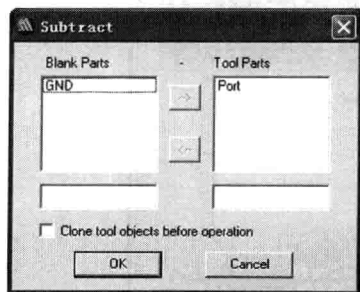 Subtract
Blank Parts - Tool Parts
GND Port
->
<-
Clone tool objects before operation
OK Cancel